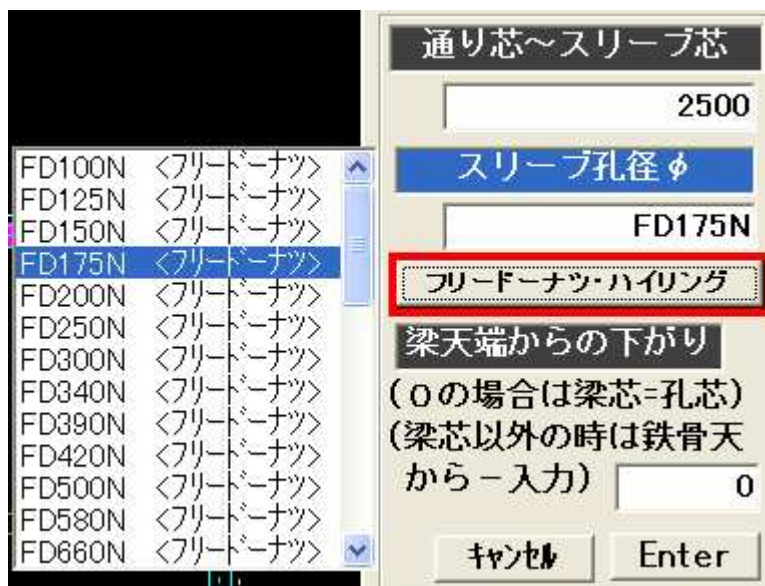 FD100N <フリードーナツ>
FD125N <フリードーナツ>
FD150N <フリードーナツ>
FD175N <フリードーナツ>
FD200N <フリードーナツ>
FD250N <フリードーナツ>
FD300N <フリードーナツ>
FD340N <フリードーナツ>
FD390N <フリードーナツ>
FD420N <フリードーナツ>
FD500N <フリードーナツ>
FD580N <フリードーナツ>
FD660N <フリードーナツ>
通り芯～スリーブ芯
2500
スリーブ孔径φ
FD175N
フリードーナツ・ハイリング
梁天端からの下がり
(0の場合は梁芯=孔芯)
(梁芯以外の時は鉄骨天
から－入力)
0
キャンセル
Enter